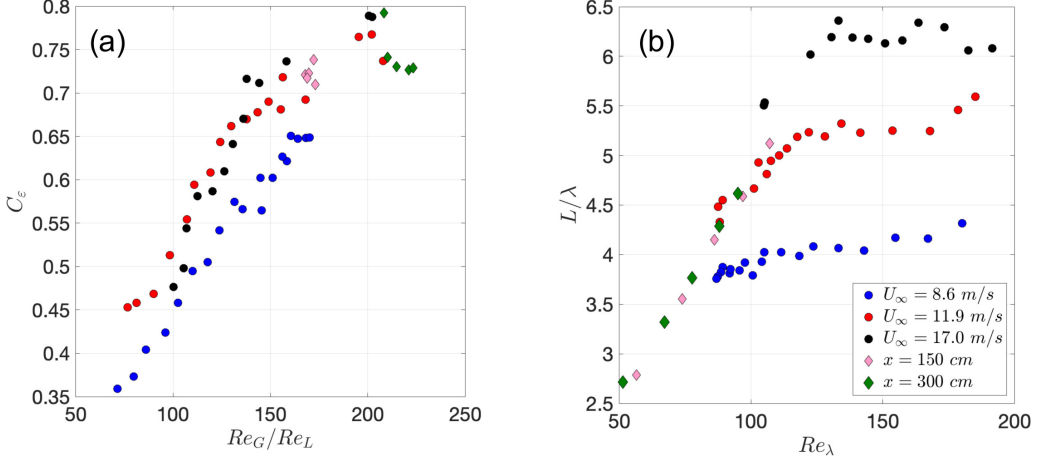 (a)
0.8
0.75
0.7
0.65
0.6
0.55
0.5
0.45
0.4
0.35
50
100
150
200
250
C_ε
Re_G/Re_L
(b)
6.5
6
5.5
5
4.5
4
3.5
3
2.5
50
100
150
200
L/λ
Re_λ
U_∞ = 8.6 m/s
U_∞ = 11.9 m/s
U_∞ = 17.0 m/s
x = 150 cm
x = 300 cm